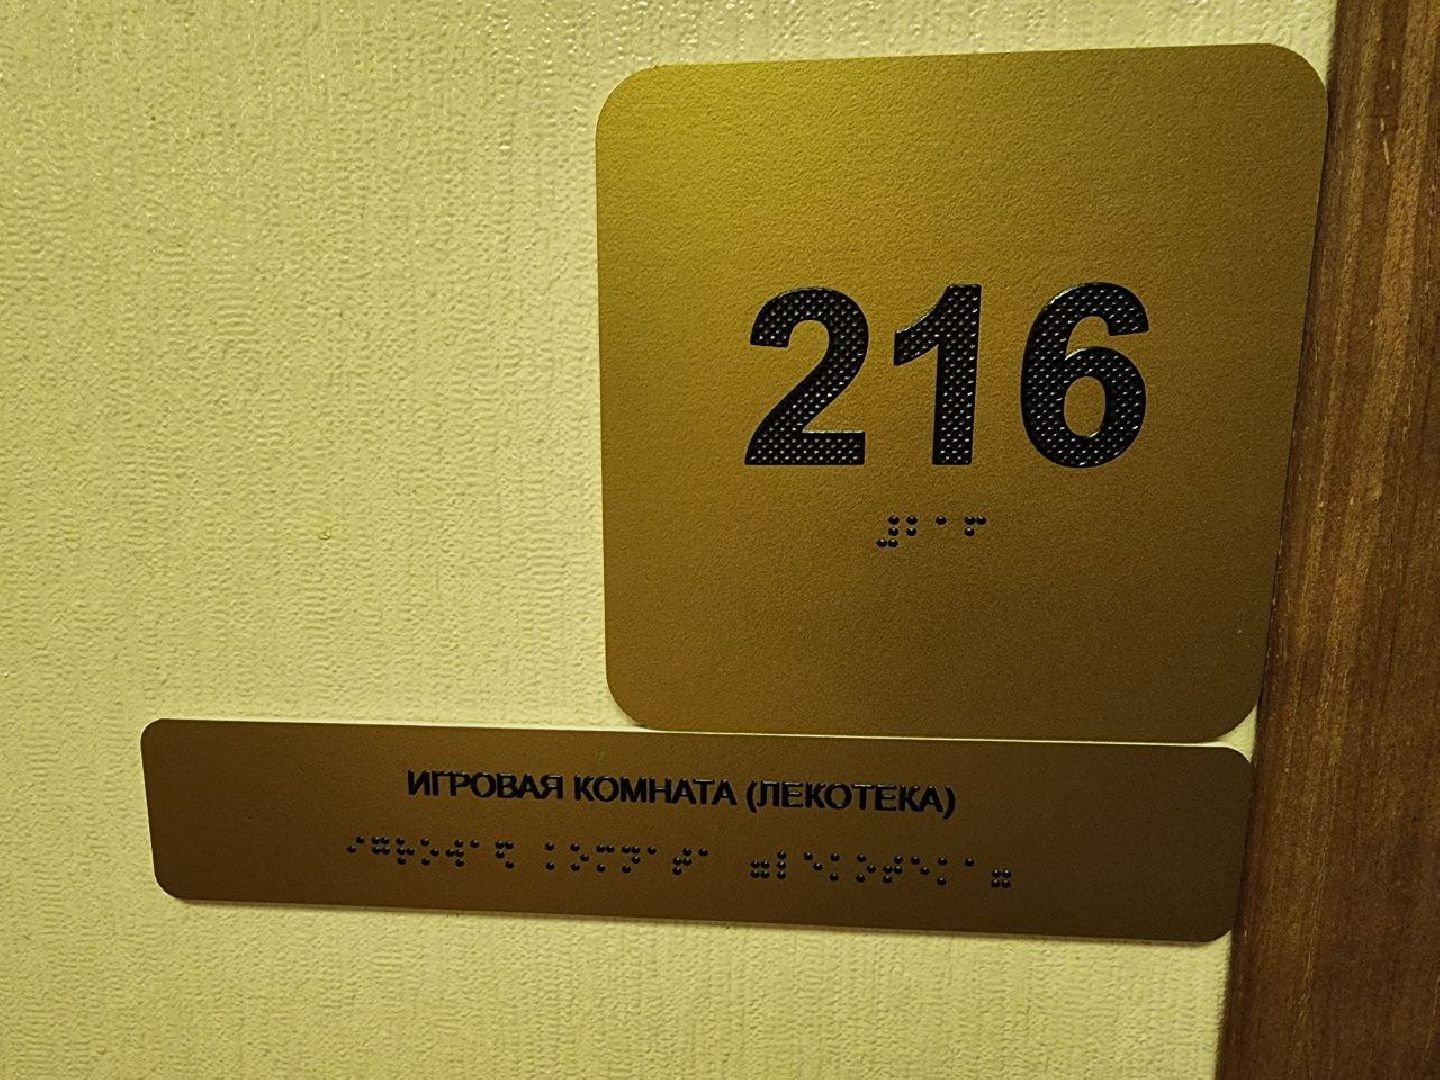 216
⠼⠃⠁⠋
ИГРОВАЯ КОМНАТА (ЛЕКОТЕКА)
⠊⠛⠗⠕⠺⠁⠫ ⠅⠕⠍⠝⠁⠞⠁ ⠶⠇⠑⠅⠕⠞⠑⠅⠁⠶